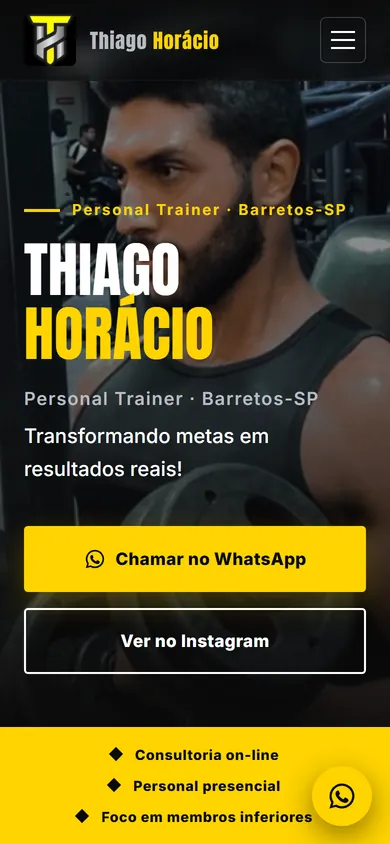 Thiago Horácio
Personal Trainer · Barretos-SP
THIAGO
HORÁCIO
Personal Trainer · Barretos-SP
Transformando metas em
resultados reais!
Chamar no WhatsApp
Ver no Instagram
Consultoria on-line
Personal presencial
Foco em membros inferiores